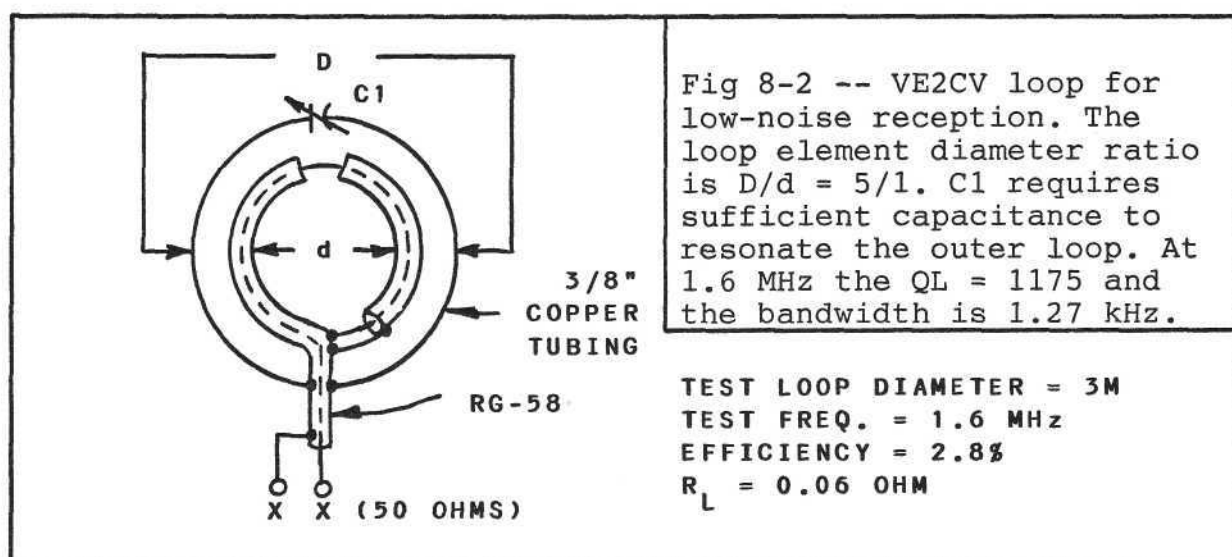 D
C1
d
3/8"
COPPER
TUBING
RG-58
X X (50 OHMS)
Fig 8-2 -- VE2CV loop for
low-noise reception. The
loop element diameter ratio
is D/d = 5/1. C1 requires
sufficient capacitance to
resonate the outer loop. At
1.6 MHz the QL = 1175 and
the bandwidth is 1.27 kHz.
TEST LOOP DIAMETER = 3M
TEST FREQ. = 1.6 MHz
EFFICIENCY = 2.8%
RL = 0.06 OHM